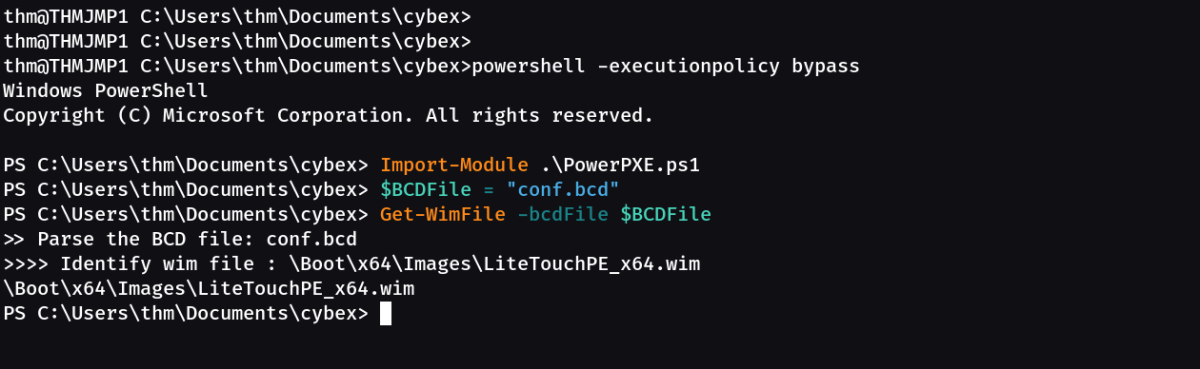 thm@THMJMP1 C:\Users\thm\Documents\cybex>
thm@THMJMP1 C:\Users\thm\Documents\cybex>
thm@THMJMP1 C:\Users\thm\Documents\cybex>powershell -executionpolicy bypass
Windows PowerShell
Copyright (C) Microsoft Corporation. All rights reserved.
PS C:\Users\thm\Documents\cybex> Import-Module .\PowerPXE.ps1
PS C:\Users\thm\Documents\cybex> $BCDFile = "conf.bcd"
PS C:\Users\thm\Documents\cybex> Get-WimFile -bcdFile $BCDFile
>> Parse the BCD file: conf.bcd
>>>> Identify wim file : \Boot\x64\Images\LiteTouchPE_x64.wim
\Boot\x64\Images\LiteTouchPE_x64.wim
PS C:\Users\thm\Documents\cybex>